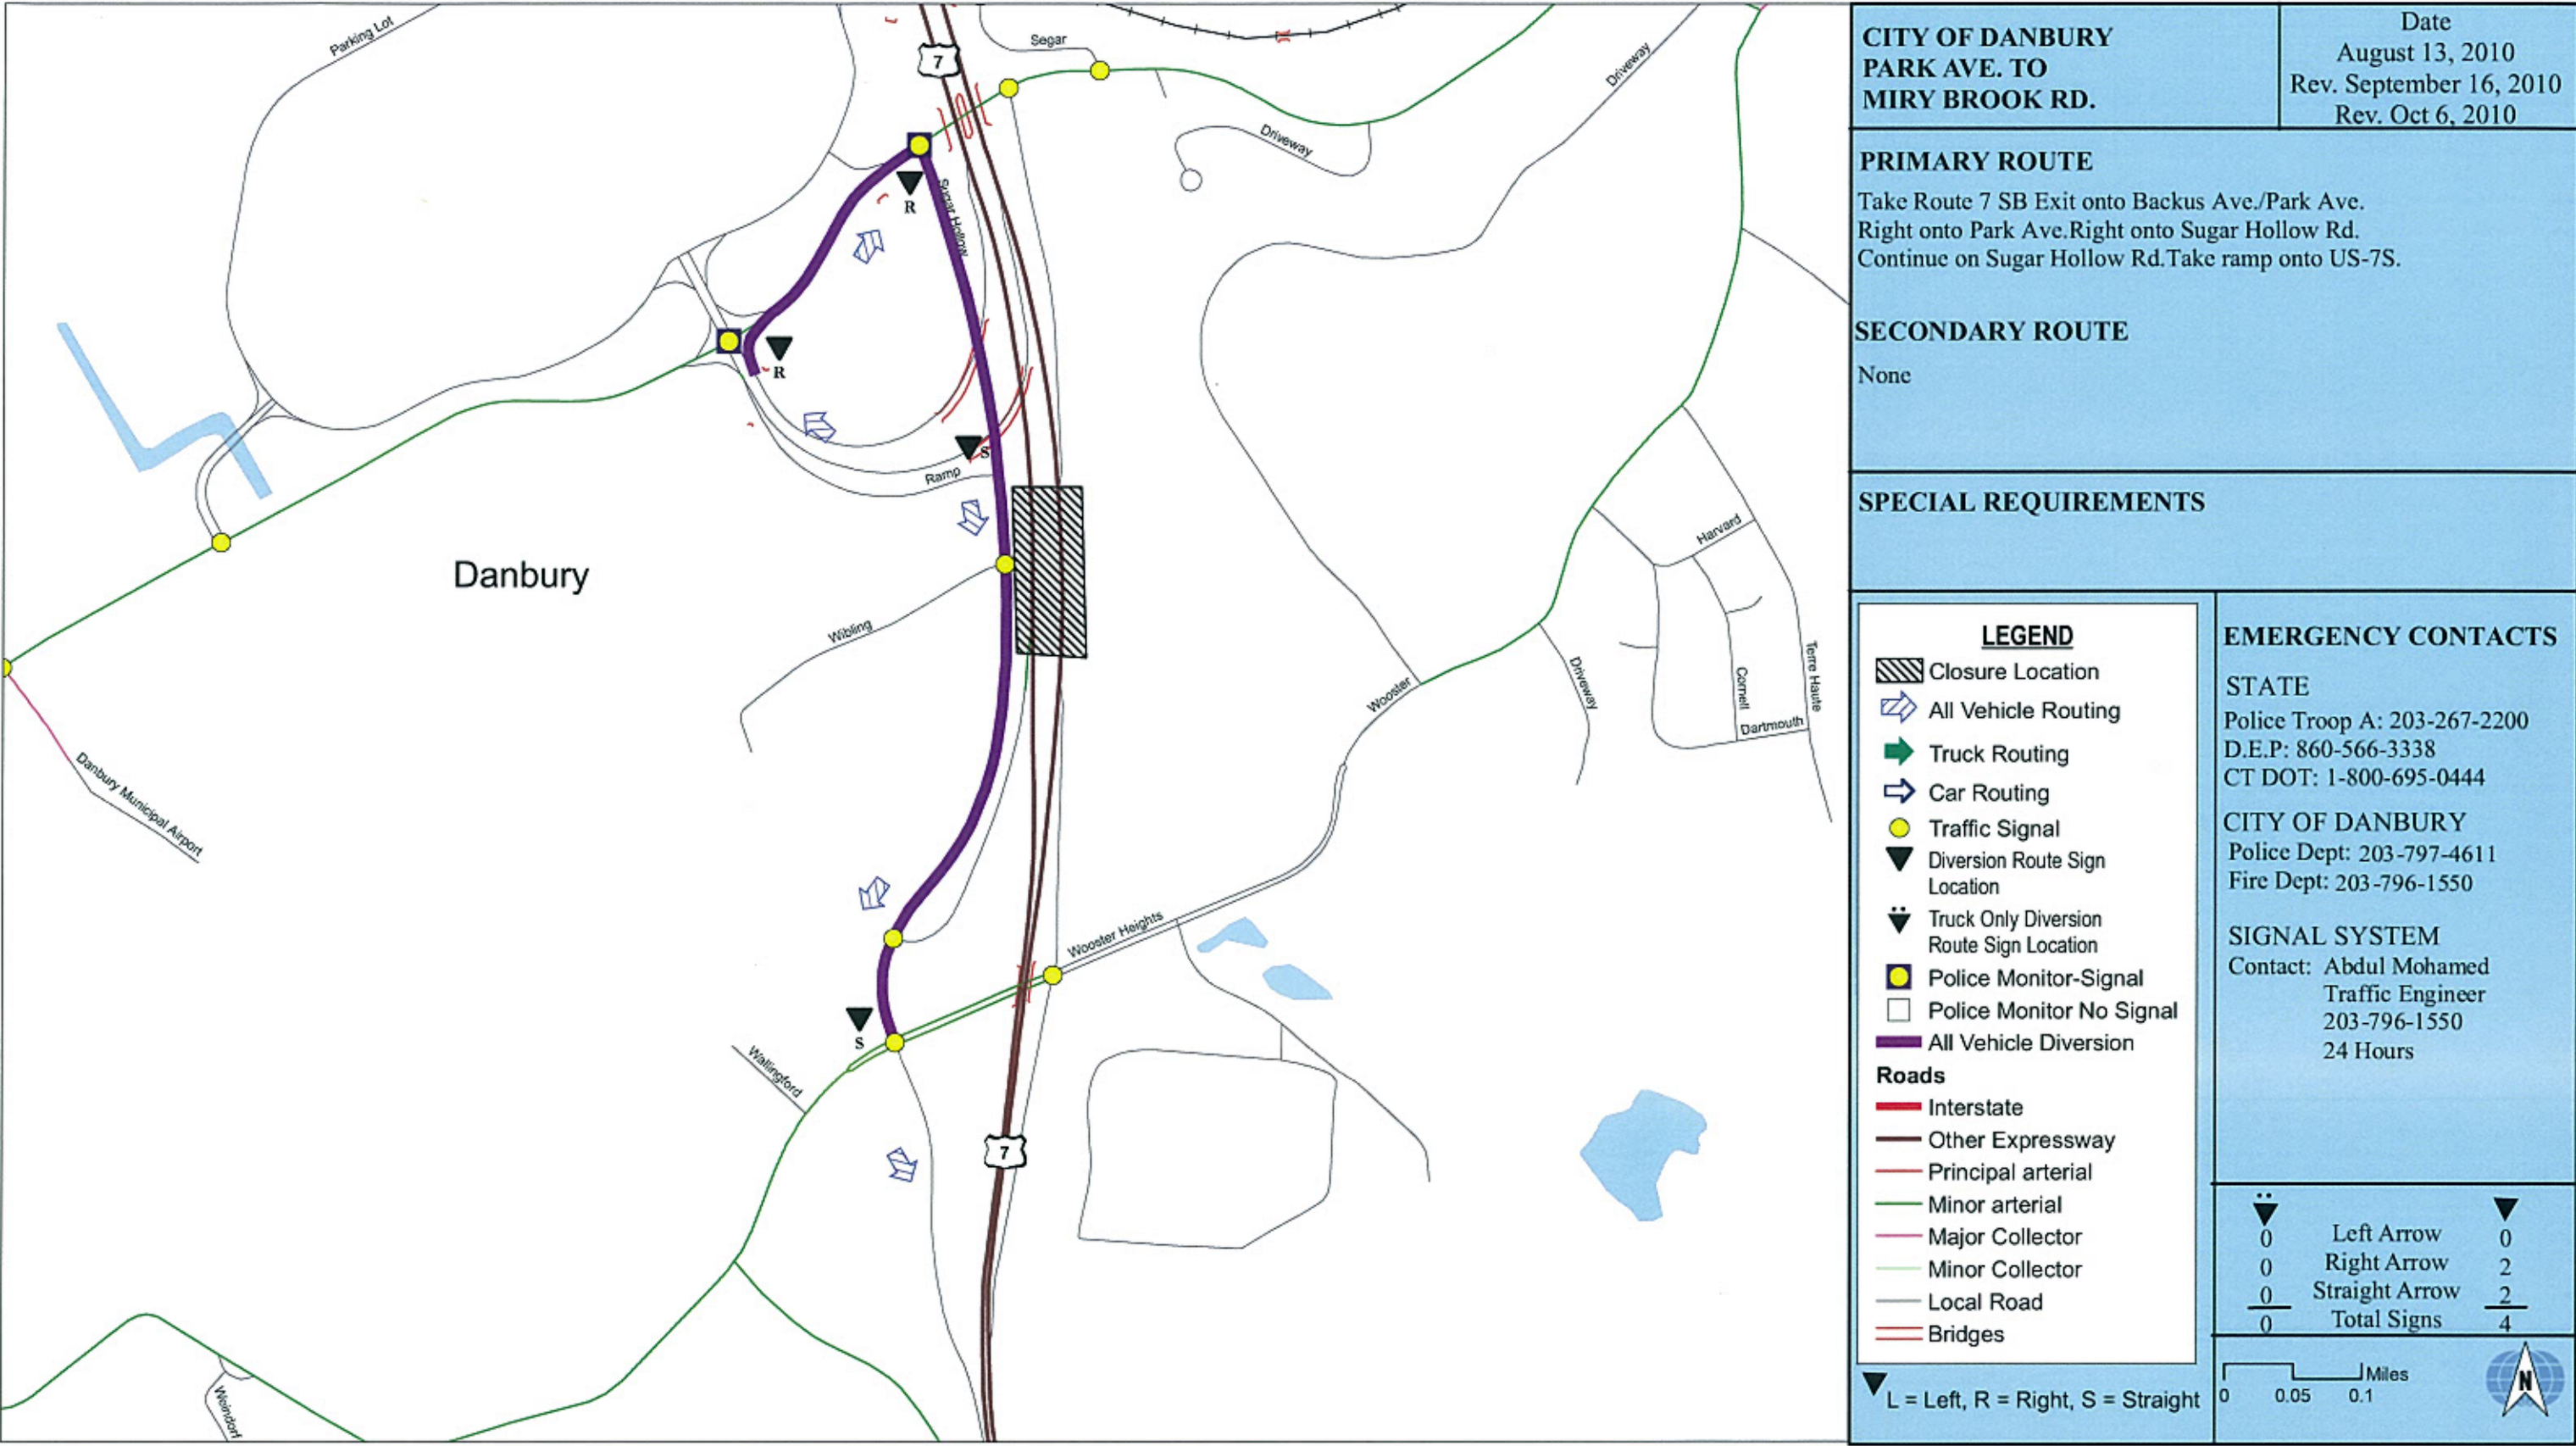 Parking Lot
7
Segar
Driveway
Driveway
Sugar Hollow
R
R
S
Ramp
Danbury
Wibling
Harvard
Terre Haute
Cornell
Dartmouth
Driveway
Wooster
Danbury Municipal Airport
Wooster Heights
S
Wallingford
7
Weindorf
CITY OF DANBURY
PARK AVE. TO
MIRY BROOK RD.
Date
August 13, 2010
Rev. September 16, 2010
Rev. Oct 6, 2010
PRIMARY ROUTE
Take Route 7 SB Exit onto Backus Ave./Park Ave.
Right onto Park Ave.Right onto Sugar Hollow Rd.
Continue on Sugar Hollow Rd.Take ramp onto US-7S.
SECONDARY ROUTE
None
SPECIAL REQUIREMENTS
LEGEND
Closure Location
All Vehicle Routing
Truck Routing
Car Routing
Traffic Signal
Diversion Route Sign
Location
Truck Only Diversion
Route Sign Location
Police Monitor-Signal
Police Monitor No Signal
All Vehicle Diversion
Roads
Interstate
Other Expressway
Principal arterial
Minor arterial
Major Collector
Minor Collector
Local Road
Bridges
L = Left, R = Right, S = Straight
EMERGENCY CONTACTS
STATE
Police Troop A: 203-267-2200
D.E.P: 860-566-3338
CT DOT: 1-800-695-0444
CITY OF DANBURY
Police Dept: 203-797-4611
Fire Dept: 203-796-1550
SIGNAL SYSTEM
Contact: Abdul Mohamed
Traffic Engineer
203-796-1550
24 Hours
0 Left Arrow 0
0 Right Arrow 2
0 Straight Arrow 2
0 Total Signs 4
Miles
0 0.05 0.1
N